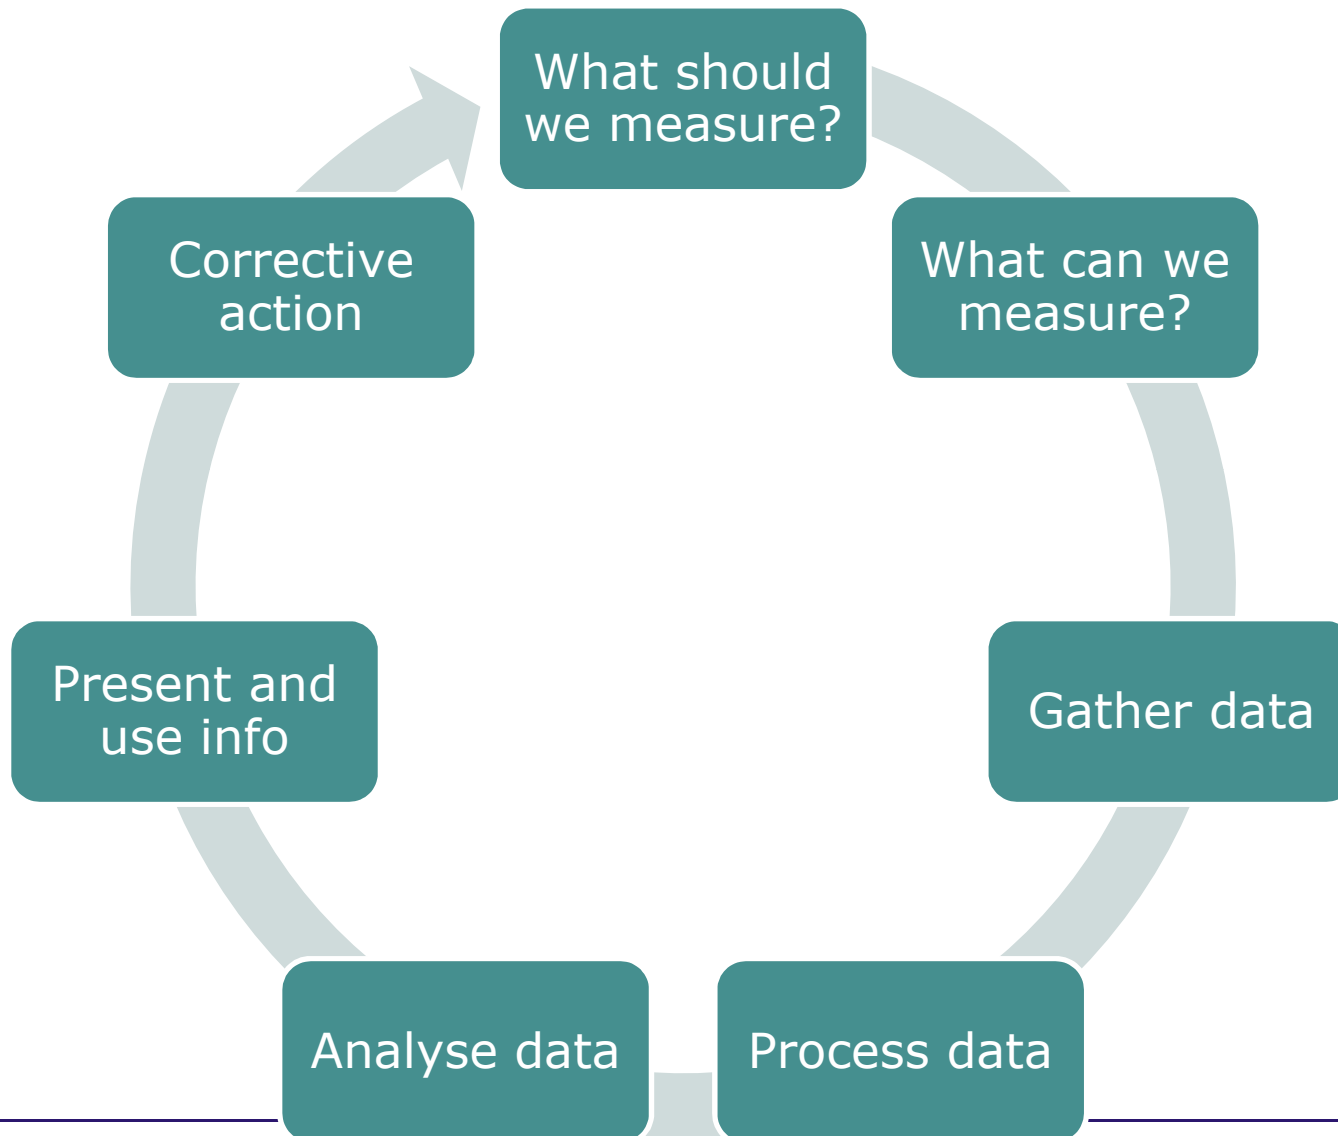 What should
we measure?
What can we
measure?
Gather data
Process data
Analyse data
Present and
use info
Corrective
action